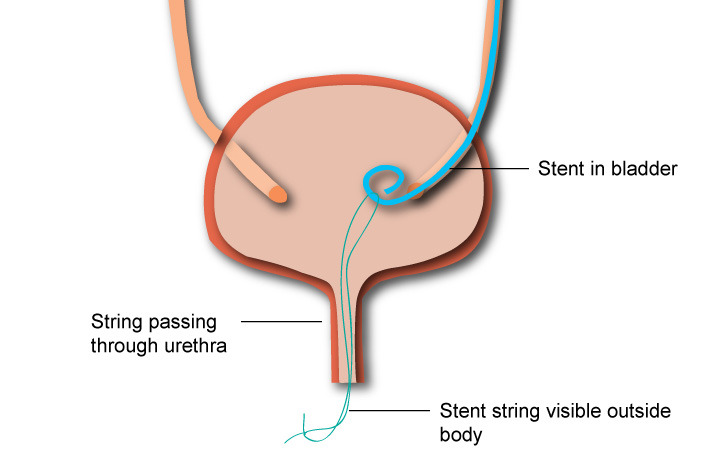 Stent in bladder
String passing
through urethra
Stent string visible outside
body